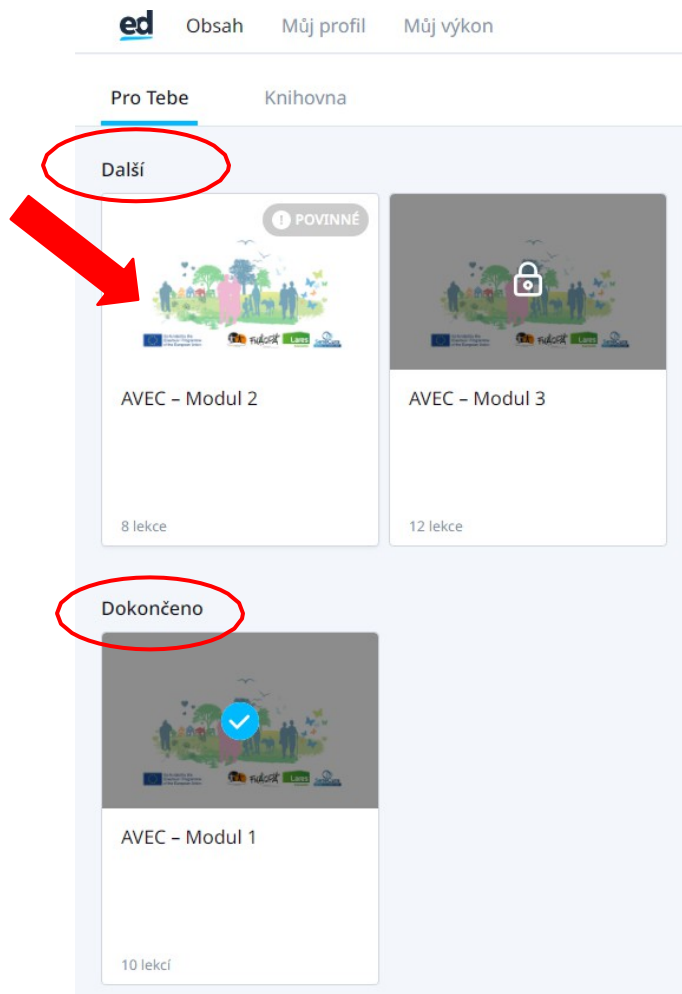 ed Obsah Můj profil Můj výkon
Pro Tebe Knihovna
Další
! POVINNÉ
AVEC – Modul 2
8 lekce
AVEC – Modul 3
12 lekce
Dokončeno
AVEC – Modul 1
10 lekcí